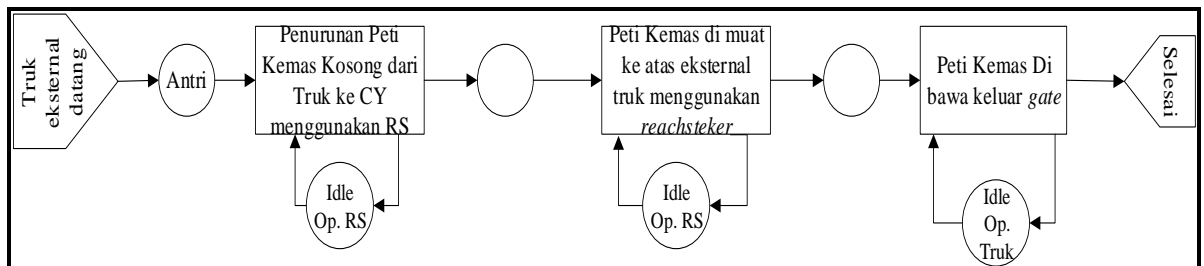 Truk
eksternal
datang
Antri
Penurunan Peti
Kemas Kosong dari
Truk ke CY
menggunakan RS
Idle
Op. RS
Peti Kemas di muat
ke atas eksternal
truk menggunakan
reachsteker
Idle
Op. RS
Peti Kemas Di
bawa keluar gate
Idle
Op.
Truk
Selesai